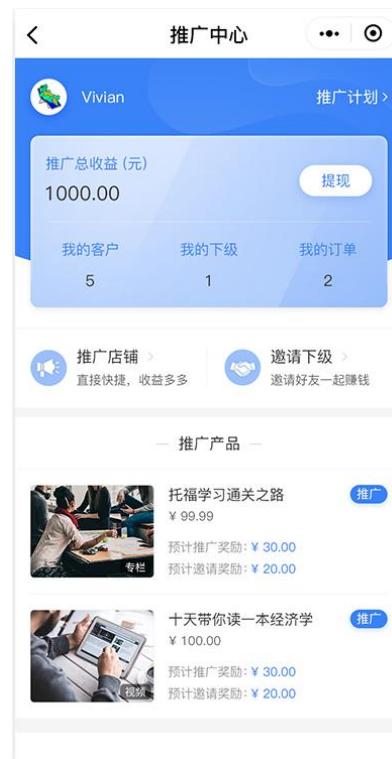 推广中心
Vivian
推广计划
推广总收益 (元)
1000.00
提现
我的客户
我的下级
我的订单
5
1
2
推广店铺
直接快捷，收益多多
邀请下级
邀请好友一起赚钱
推广产品
托福学习通关之路
推广
¥ 99.99
预计推广奖励: ¥ 30.00
预计邀请奖励: ¥ 20.00
专栏
十天带你读一本经济学
推广
¥ 100.00
预计推广奖励: ¥ 30.00
预计邀请奖励: ¥ 20.00
视频